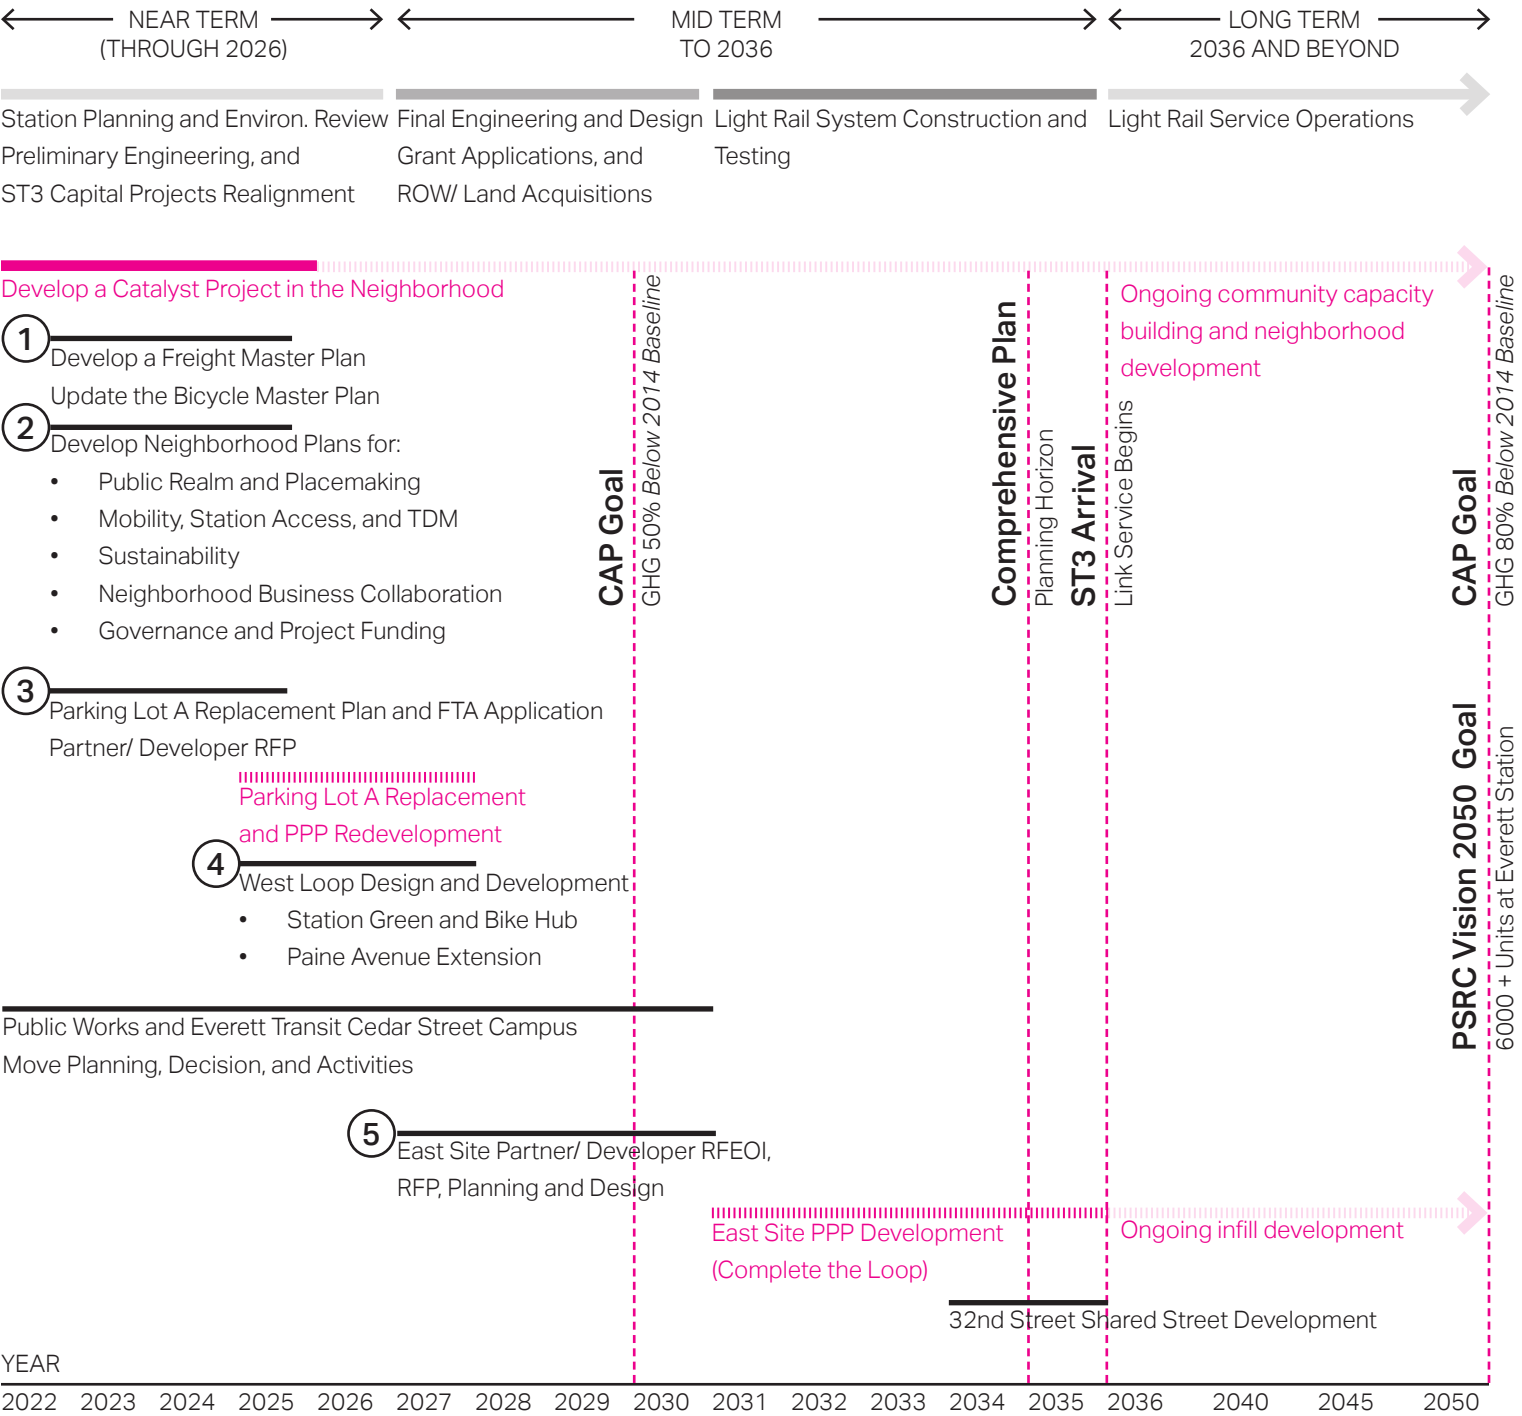 NEAR TERM
(THROUGH 2026)
MID TERM
TO 2036
LONG TERM
2036 AND BEYOND
Station Planning and Environ. Review
Preliminary Engineering, and
ST3 Capital Projects Realignment
Final Engineering and Design
Grant Applications, and
ROW/ Land Acquisitions
Light Rail System Construction and
Testing
Light Rail Service Operations
Develop a Catalyst Project in the Neighborhood
Ongoing community capacity
building and neighborhood
development
1
Develop a Freight Master Plan
Update the Bicycle Master Plan
2
Develop Neighborhood Plans for:
• Public Realm and Placemaking
• Mobility, Station Access, and TDM
• Sustainability
• Neighborhood Business Collaboration
• Governance and Project Funding
CAP Goal
GHG 50% Below 2014 Baseline
Comprehensive Plan
Planning Horizon
ST3 Arrival
Link Service Begins
CAP Goal
GHG 80% Below 2014 Baseline
3
Parking Lot A Replacement Plan and FTA Application
Partner/ Developer RFP
Parking Lot A Replacement
and PPP Redevelopment
4
West Loop Design and Development
• Station Green and Bike Hub
• Paine Avenue Extension
PSRC Vision 2050 Goal
6000 + Units at Everett Station
Public Works and Everett Transit Cedar Street Campus
Move Planning, Decision, and Activities
5
East Site Partner/ Developer RFEOI,
RFP, Planning and Design
East Site PPP Development
(Complete the Loop)
Ongoing infill development
32nd Street Shared Street Development
YEAR
2022 2023 2024 2025 2026 2027 2028 2029 2030 2031 2032 2033 2034 2035 2036 2040 2045 2050